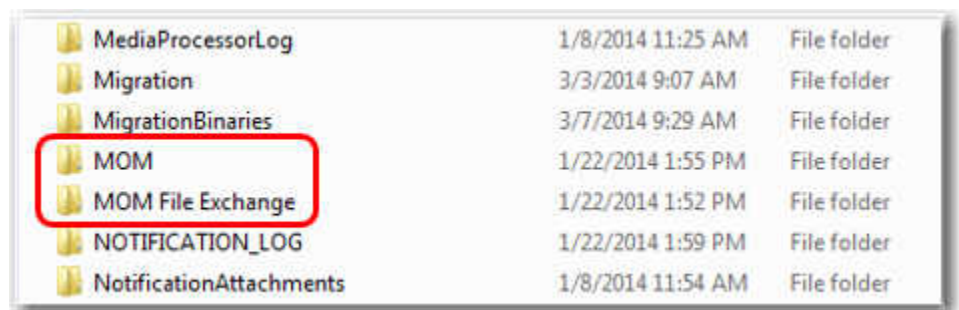 MediaProcessorLog 1/8/2014 11:25 AM File folder
Migration 3/3/2014 9:07 AM File folder
MigrationBinaries 3/7/2014 9:29 AM File folder
MOM 1/22/2014 1:55 PM File folder
MOM File Exchange 1/22/2014 1:52 PM File folder
NOTIFICATION_LOG 1/22/2014 1:59 PM File folder
NotificationAttachments 1/8/2014 11:54 AM File folder